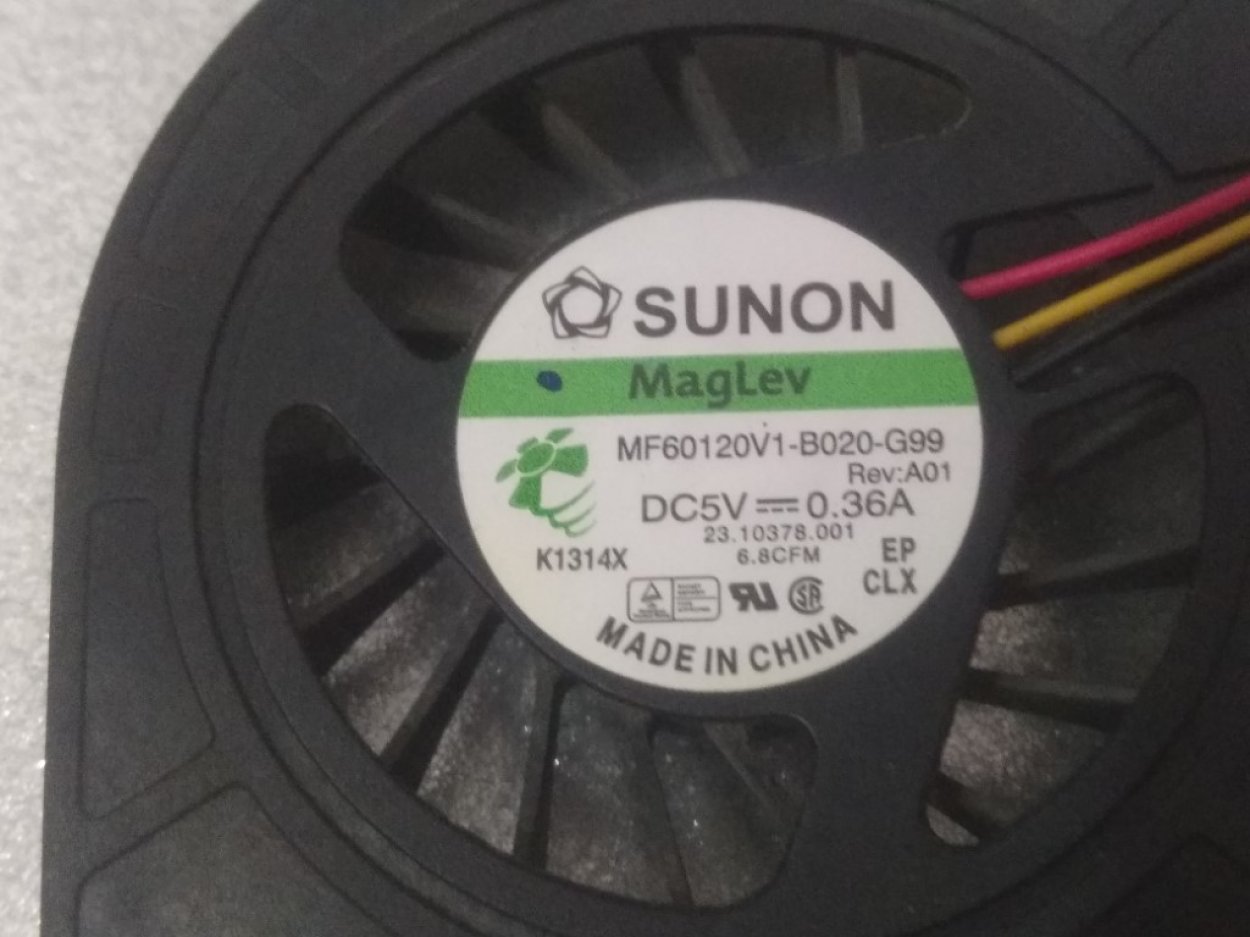 SUNON
MagLev
MF60120V1-B020-G99
Rev:A01
DC5V ⎓ 0.36A
23.10378.001
6.8CFM
K1314X
EP
CLX
MADE IN CHINA